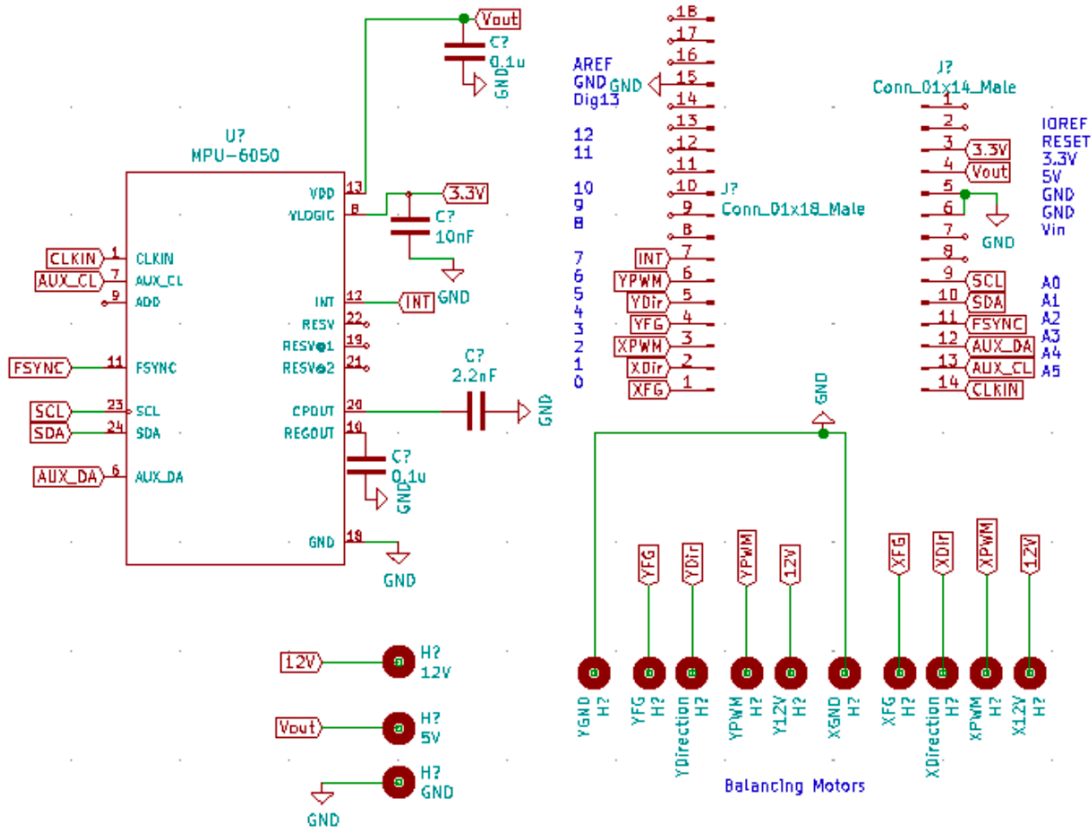 Vout
C?
0.1u
GND
U?
MPU-6050
VDD
13
VLOGIC
8
3.3V
C?
10nF
GND
CLKIN
1
CLKIN
AUX_CL
7
AUX_CL
9
ADD
INT
12
INT
RESV
22
RESV@1
19
RESV@2
21
FSYNC
11
FSYNC
C?
2.2nF
SCL
23
SCL
CPOUT
20
GND
SDA
24
SDA
REGOUT
10
C?
0.1u
GND
AUX_DA
6
AUX_DA
GND
18
GND
AREF
GND
Dig13
12
11
10
9
8
7
6
5
4
3
2
1
0
18
17
16
GND
15
14
13
12
11
10
J?
Conn_01x18_Male
9
8
INT
7
YPWM
6
YDir
5
YFG
4
XPWM
3
XDir
2
XFG
1
J?
Conn_01x14_Male
1
2
3
3.3V
4
Vout
5
6
GND
7
8
9
SCL
10
SDA
11
FSYNC
12
AUX_DA
13
AUX_CL
14
CLKIN
IOREF
RESET
3.3V
5V
GND
GND
Vin
A0
A1
A2
A3
A4
A5
GND
YFG
YDir
YPWM
12V
XFG
XDir
XPWM
12V
YGND
H?
YFG
H?
YDirection
H?
YPWM
H?
Y12V
H?
XGND
H?
XFG
H?
XDirection
H?
XPWM
H?
X12V
H?
Balancing Motors
12V
H?
12V
Vout
H?
5V
H?
GND
GND